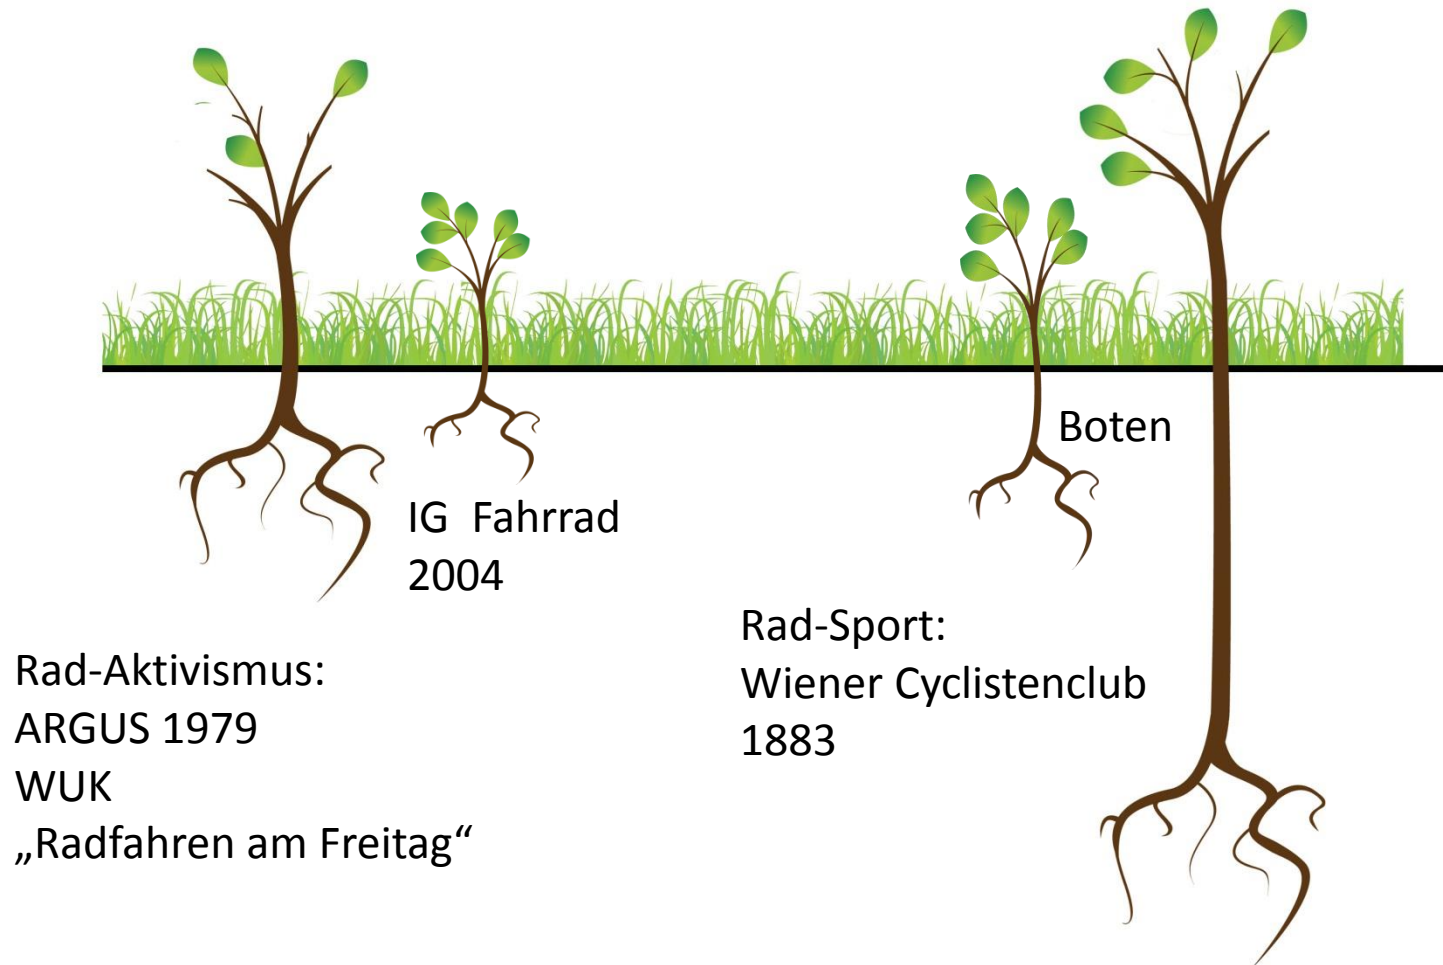 Boten
IG Fahrrad
2004
Rad-Sport:
Wiener Cyclistenclub
1883
Rad-Aktivismus:
ARGUS 1979
WUK
„Radfahren am Freitag“